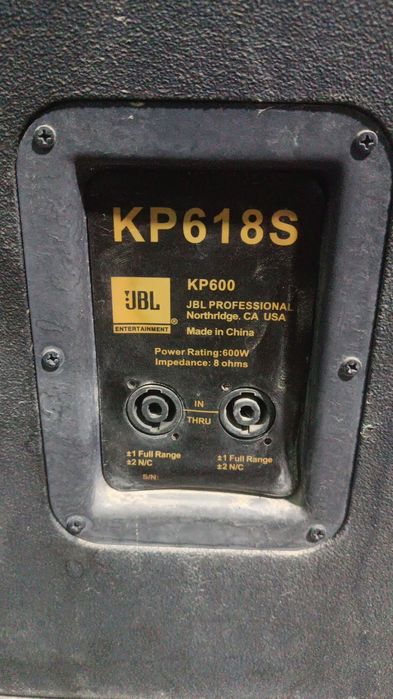 KP618S
KP600
JBL
JBL PROFESSIONAL
Northridge, CA USA
ENTERTAINMENT
Made in China
Power Rating:600W
Impedance: 8 ohms
IN
THRU
±1 Full Range
±2 N/C
±1 Full Range
±2 N/C
S/N: